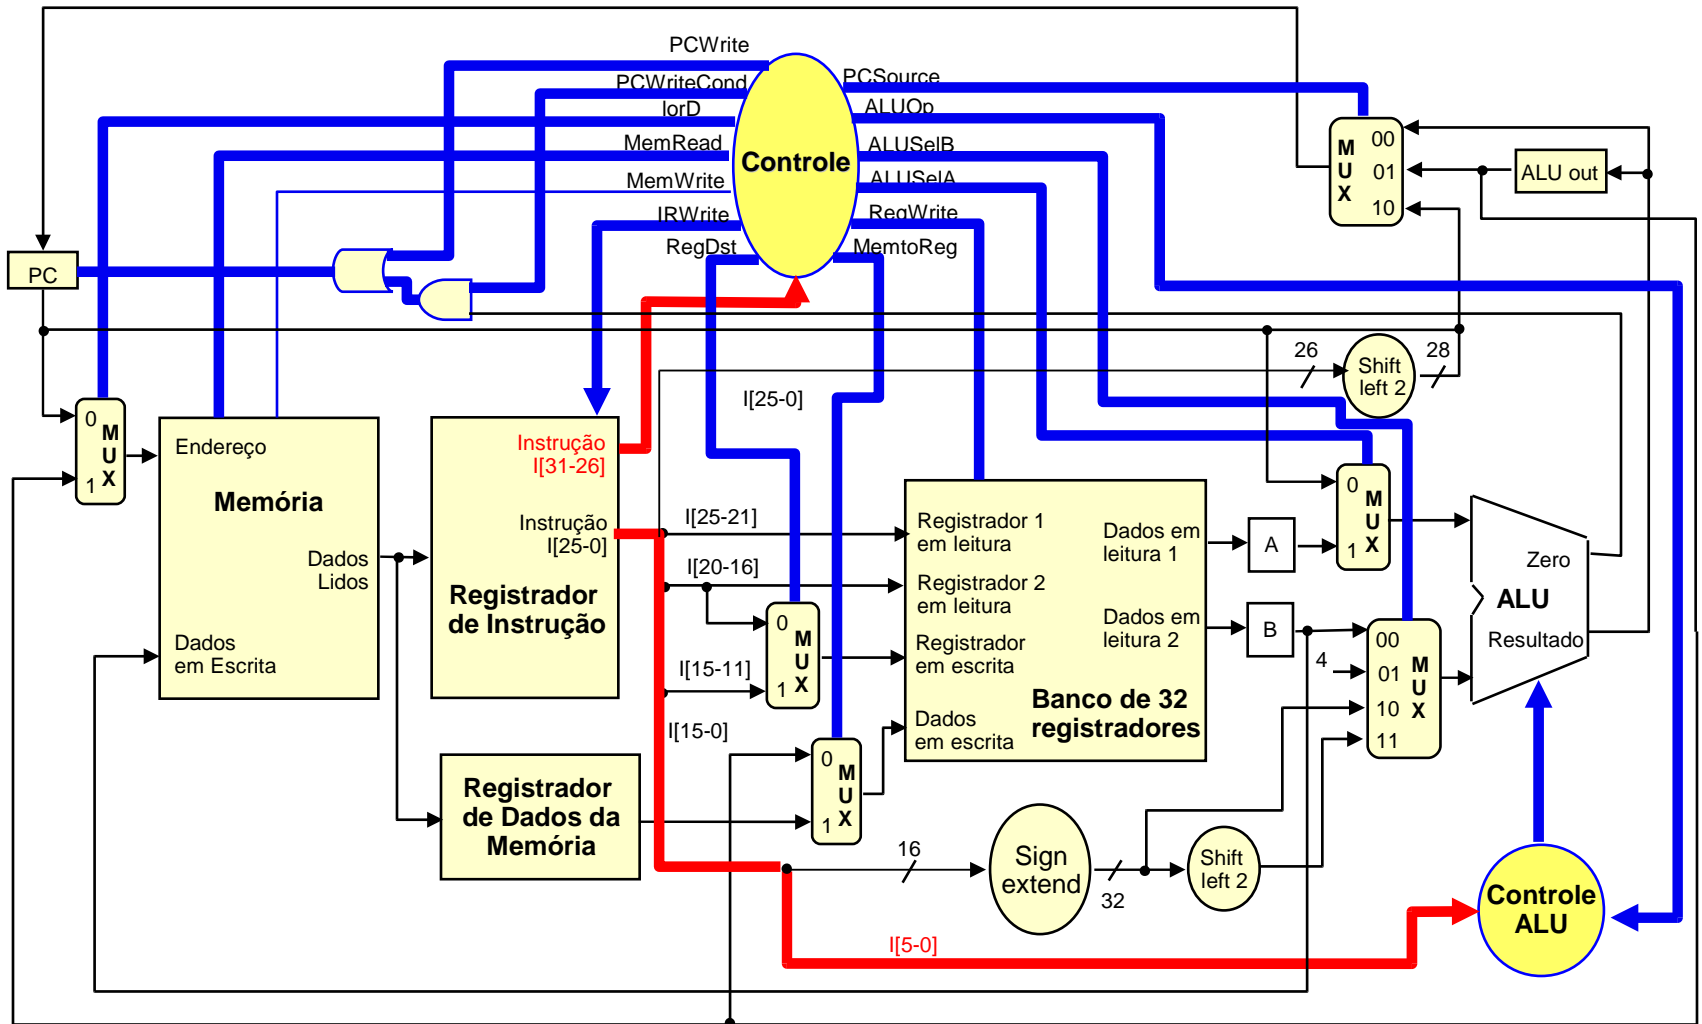 PCWrite
PCWriteCond
IorD
MemRead
MemWrite
IRWrite
RegDst
Controle
PCSource
ALUOp
ALUSelB
ALUSelA
RegWrite
MemtoReg
M
U
X
00
01
10
ALU out
PC
26
28
Shift
left 2
I[25-0]
0
1
M
U
X
Endereço
Memória
Dados
Lidos
Dados
em Escrita
Instrução
I[31-26]
Instrução
I[25-0]
Registrador
de Instrução
I[25-21]
I[20-16]
I[15-11]
I[15-0]
0
1
M
U
X
Registrador 1
em leitura
Registrador 2
em leitura
Registrador
em escrita
Dados
em escrita
Dados em
leitura 1
Dados em
leitura 2
Banco de 32
registradores
A
B
0
1
M
U
X
4
00
01
10
11
M
U
X
Zero
ALU
Resultado
Registrador
de Dados da
Memória
0
1
M
U
X
16
Sign
extend
32
Shift
left 2
Controle
ALU
I[5-0]